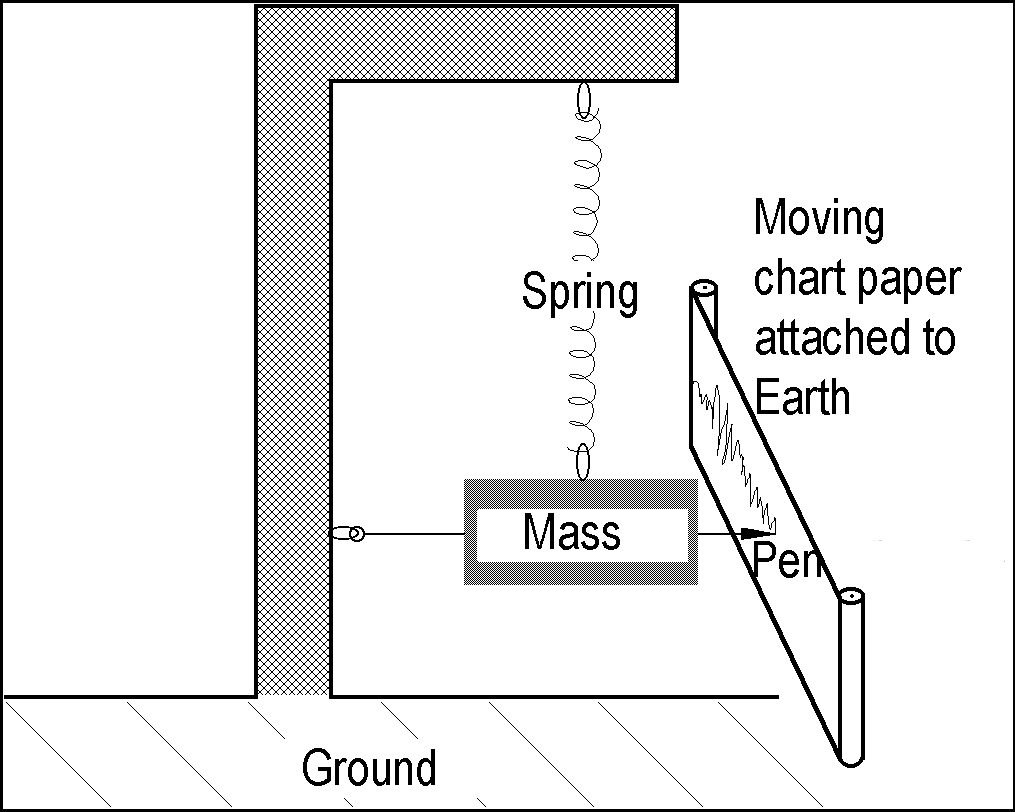 Moving
chart paper
attached to
Earth
Spring
Mass
Pen
Ground